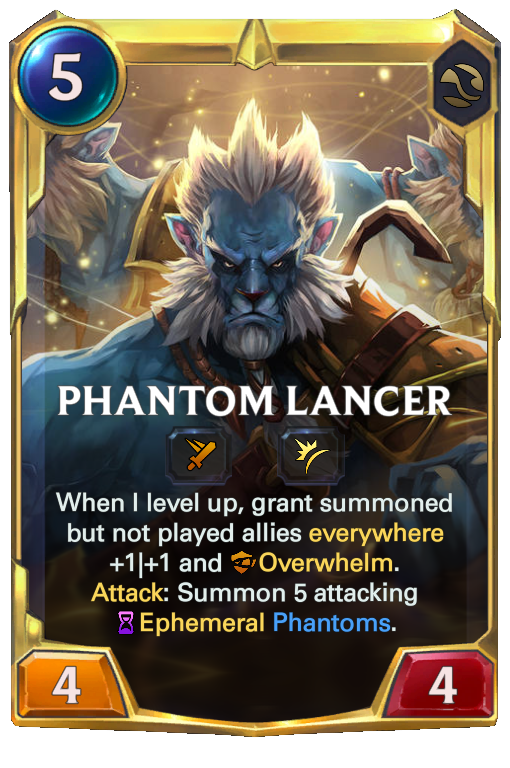 5
PHANTOM LANCER
When I level up, grant summoned
but not played allies everywhere
+1|+1 and Overwhelm.
Attack: Summon 5 attacking
Ephemeral Phantoms.
4
4